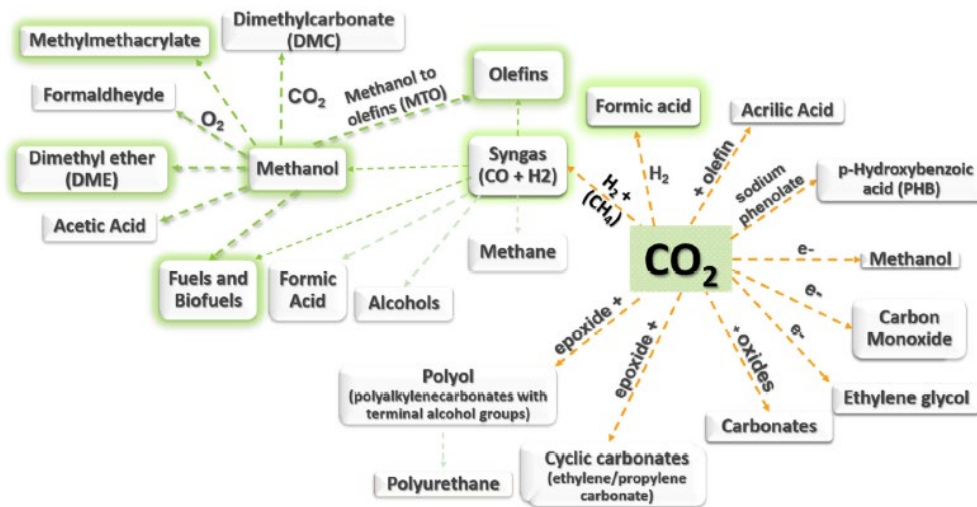 Methylmethacrylate
Dimethylcarbonate
(DMC)
Formaldheyde
O₂
CO₂
Methanol to
olefins (MTO)
Olefins
Dimethyl ether
(DME)
Methanol
Syngas
(CO + H2)
Acetic Acid
Fuels and
Biofuels
Formic
Acid
Alcohols
Methane
H₂ +
(CH₄)
Formic acid
H₂
Acrilic Acid
+ olefin
sodium
phenolate
p-Hydroxybenzoic
acid (PHB)
CO₂
e-
Methanol
e-
Carbon
Monoxide
e-
Ethylene glycol
+ oxides
Carbonates
epoxide +
Polyol
(polyalkylenecarbonates with
terminal alcohol groups)
Polyurethane
epoxide +
Cyclic carbonates
(ethylene/propylene
carbonate)